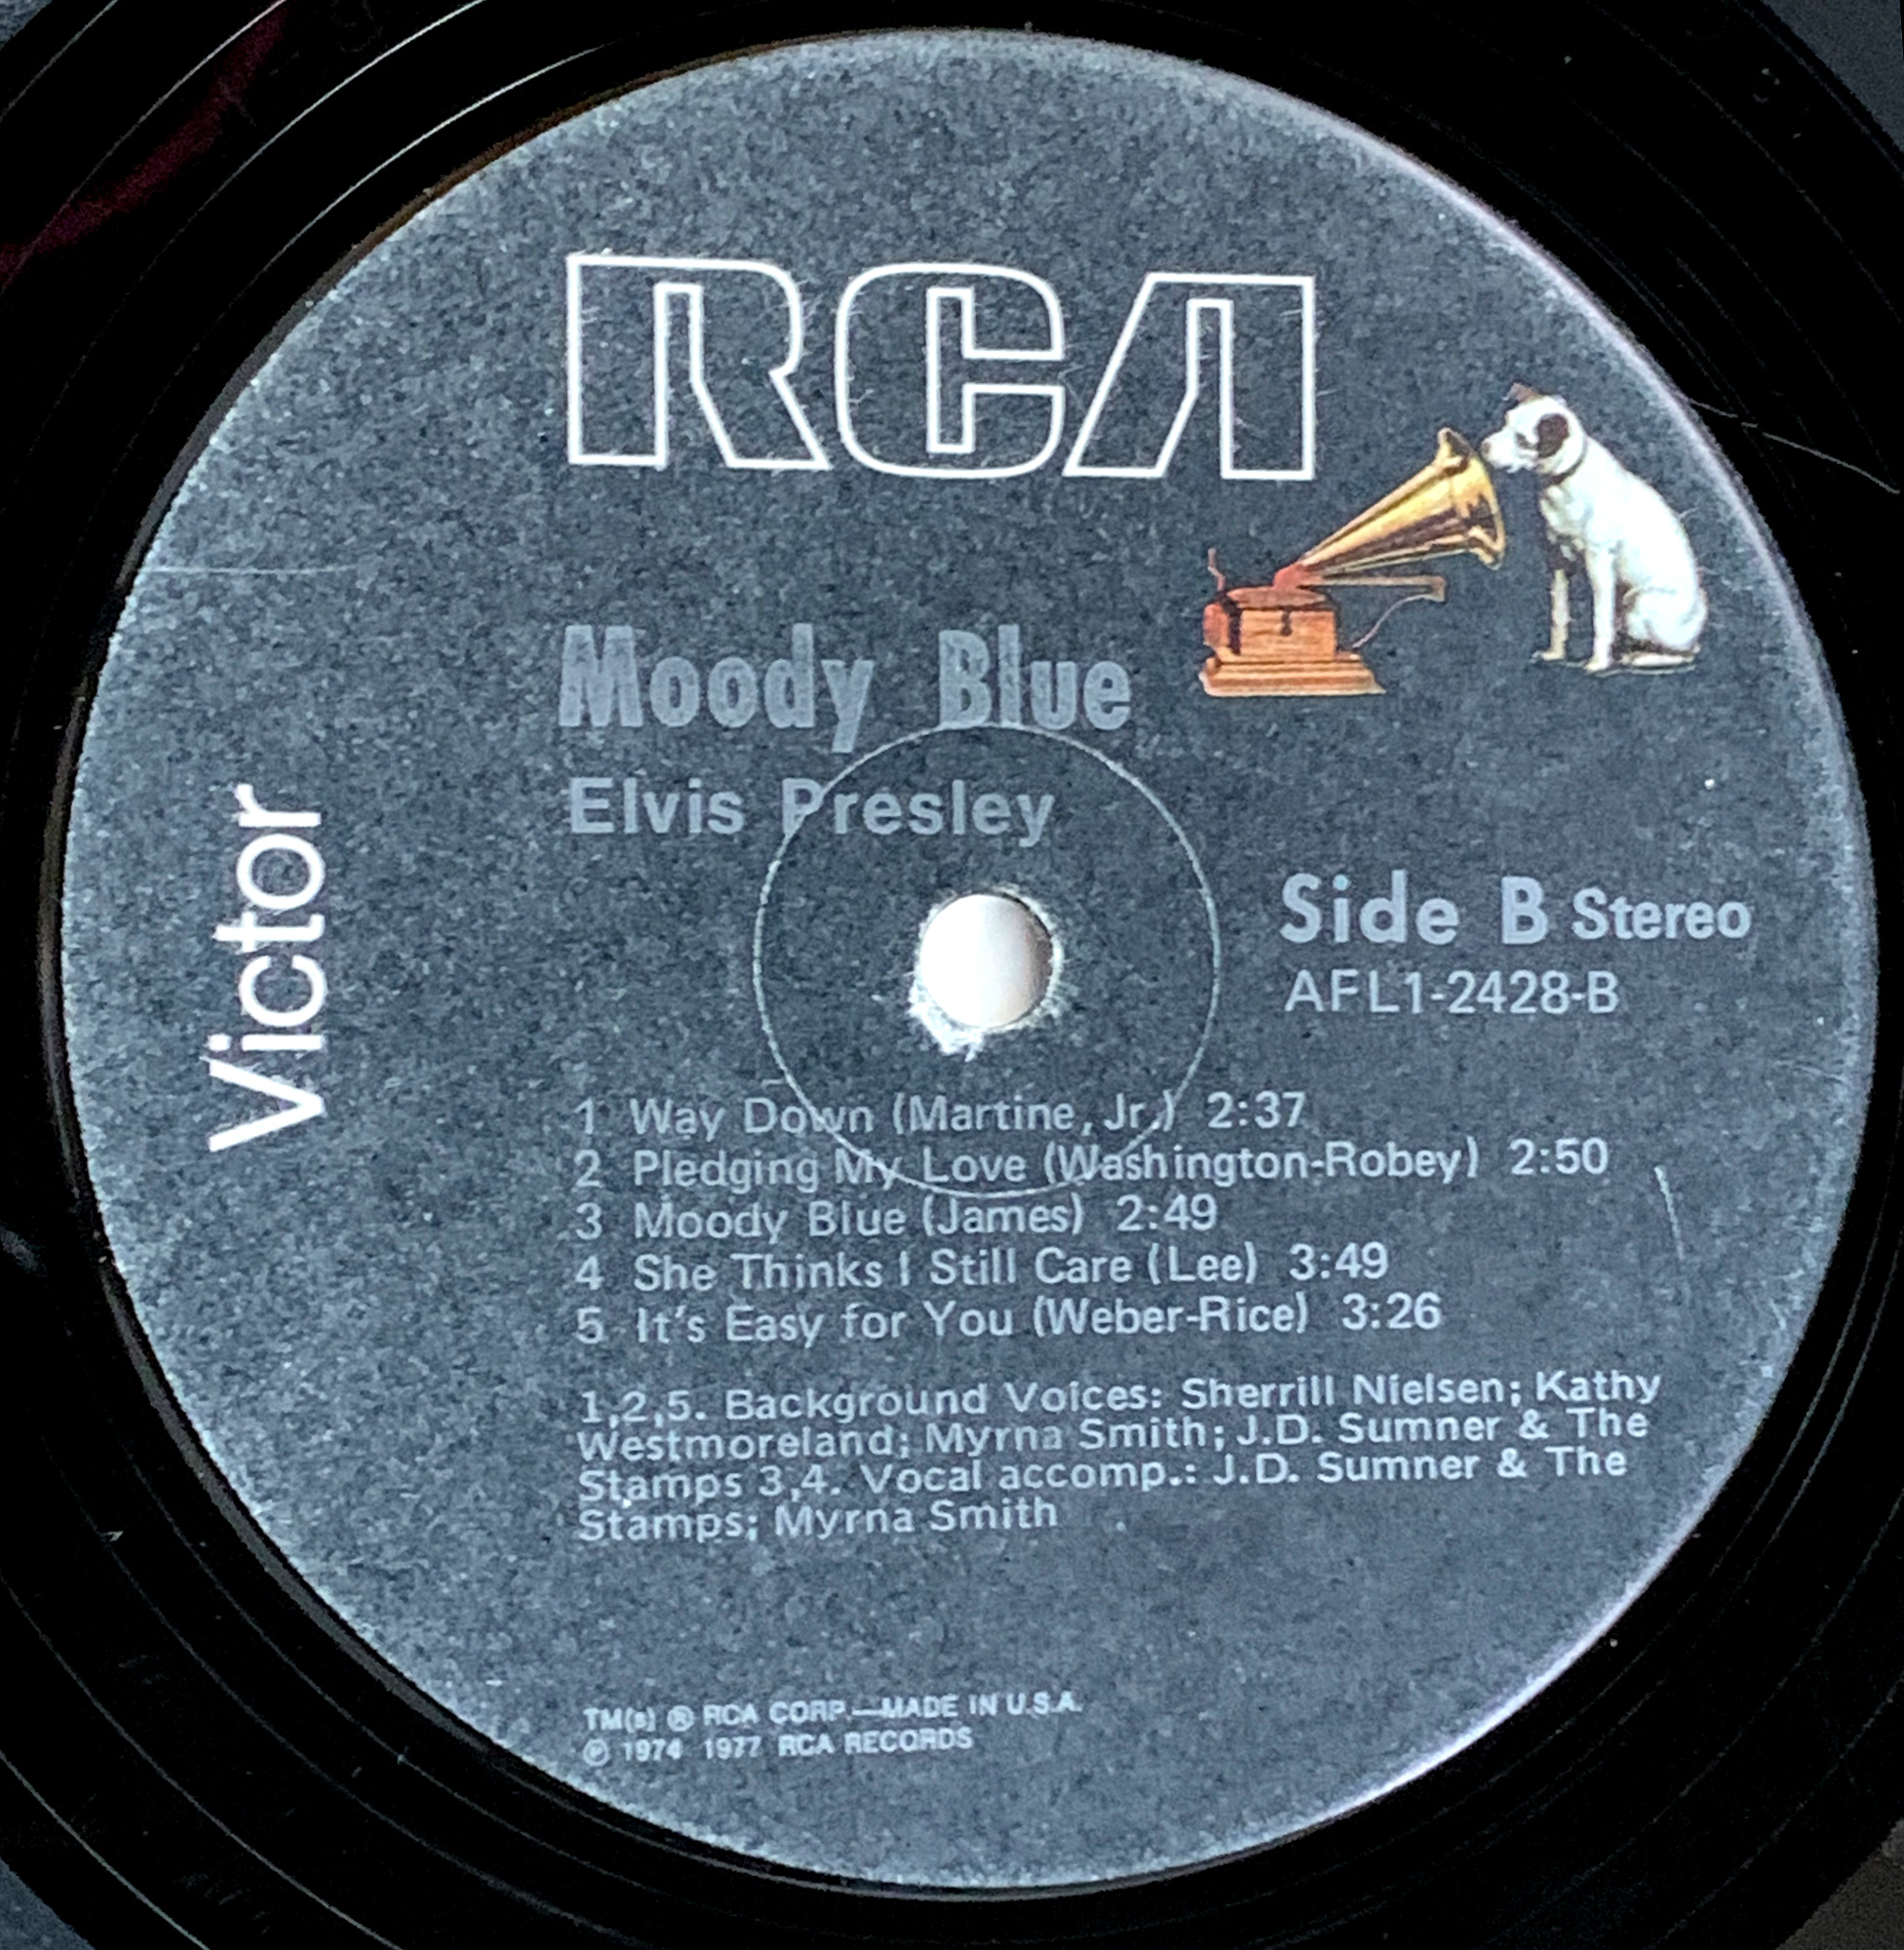 RCA
Moody Blue
Elvis Presley
Victor
Side B Stereo
AFL1-2428-B
1 Way Down (Martine, Jr.) 2:37
2 Pledging My Love (Washington-Robey) 2:50
3 Moody Blue (James) 2:49
4 She Thinks I Still Care (Lee) 3:49
5 It's Easy for You (Weber-Rice) 3:26
1,2,5. Background Voices: Sherrill Nielsen; Kathy
Westmoreland; Myrna Smith; J.D. Sumner & The
Stamps 3,4. Vocal accomp.: J.D. Sumner & The
Stamps; Myrna Smith
TM(s) ® RCA CORP.—MADE IN U.S.A.
℗ 1974 1977 RCA RECORDS